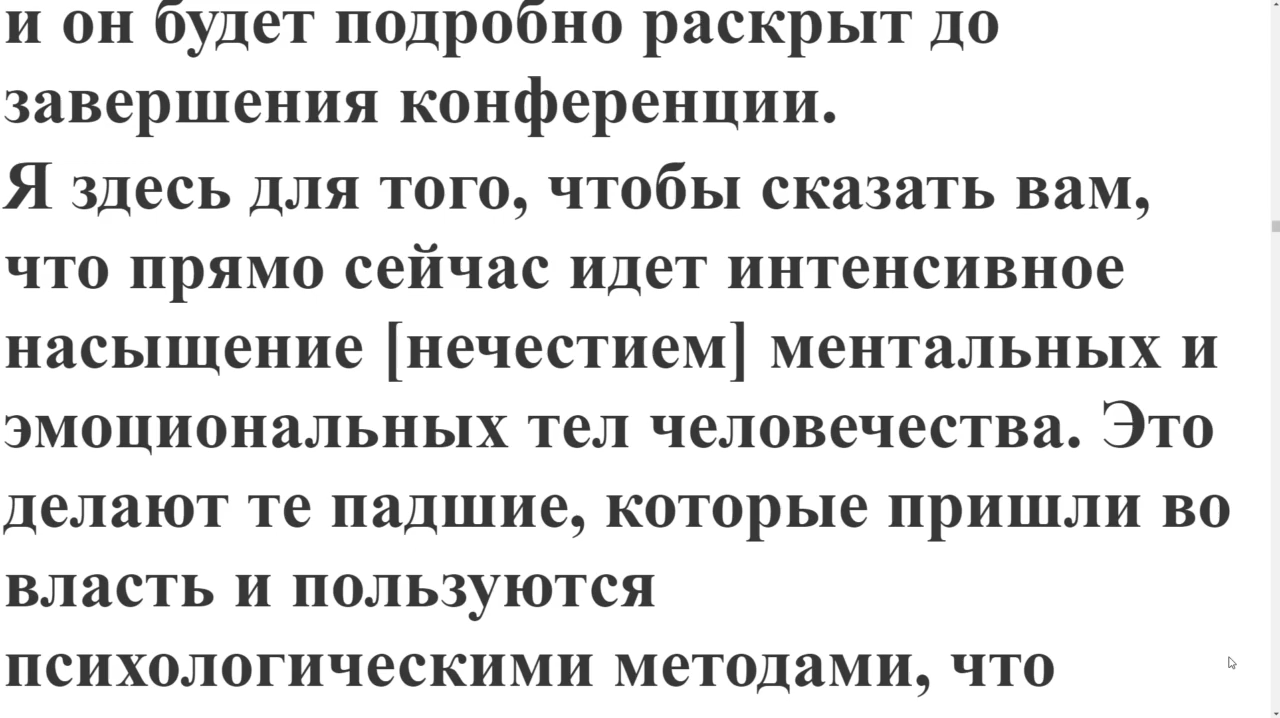 и он будет подробно раскрыт до
завершения конференции.
Я здесь для того, чтобы сказать вам,
что прямо сейчас идет интенсивное
насыщение [нечестием] ментальных и
эмоциональных тел человечества. Это
делают те падшие, которые пришли во
власть и пользуются
психологическими методами, что